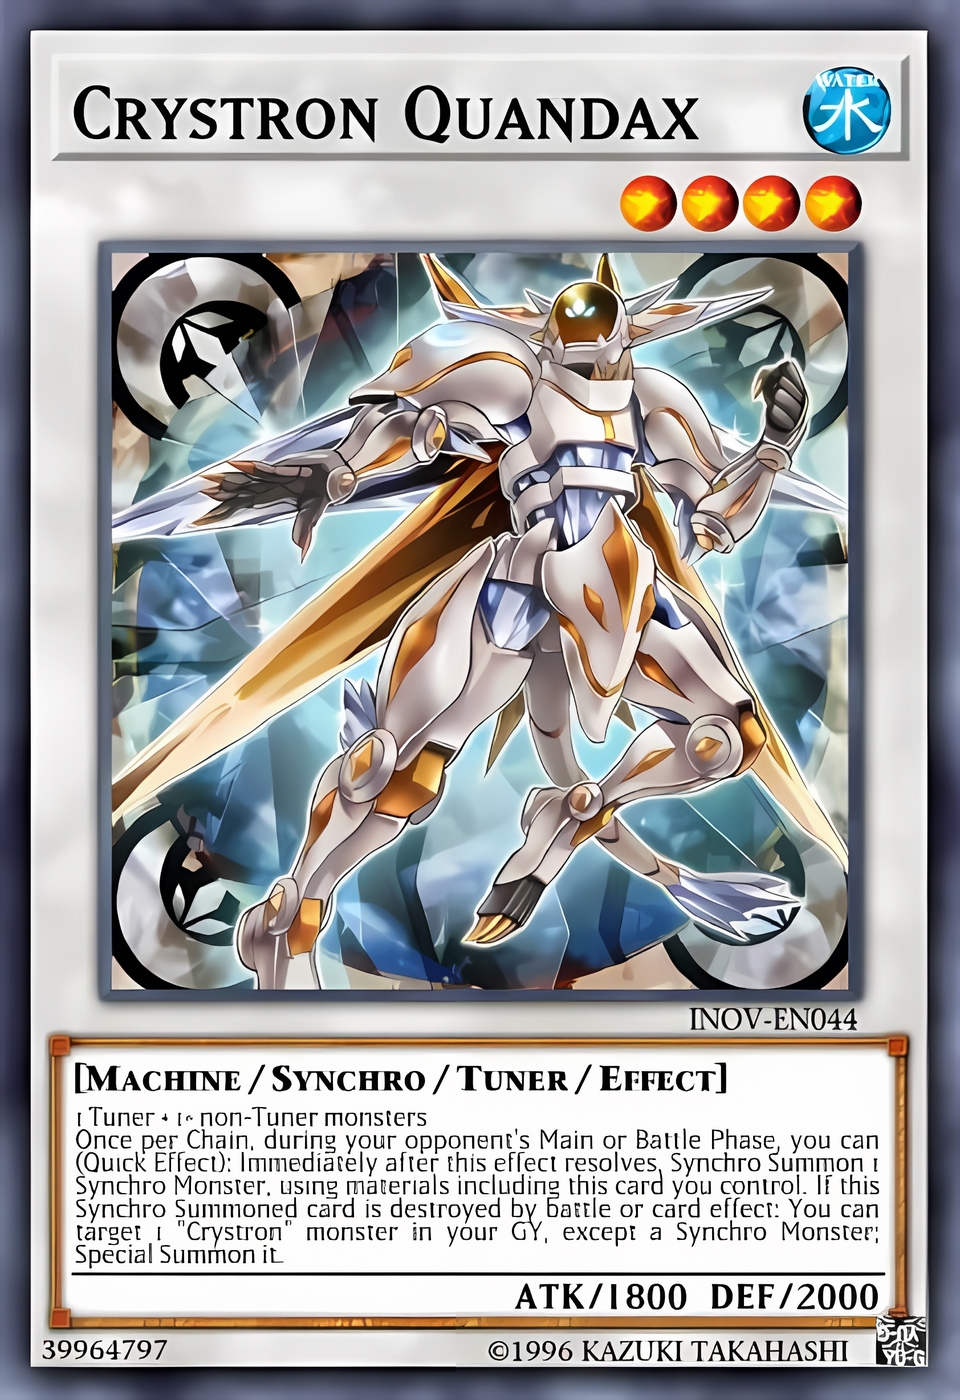 Crystron Quandax
WATER
水
INOV-EN044
[Machine / Synchro / Tuner / Effect]
1 Tuner + 1+ non-Tuner monsters
Once per Chain, during your opponent's Main or Battle Phase, you can
(Quick Effect): Immediately after this effect resolves, Synchro Summon 1
Synchro Monster, using materials including this card you control. If this
Synchro Summoned card is destroyed by battle or card effect: You can
target 1 "Crystron" monster in your GY, except a Synchro Monster;
Special Summon it.
ATK/1800 DEF/2000
39964797
©1996 KAZUKI TAKAHASHI